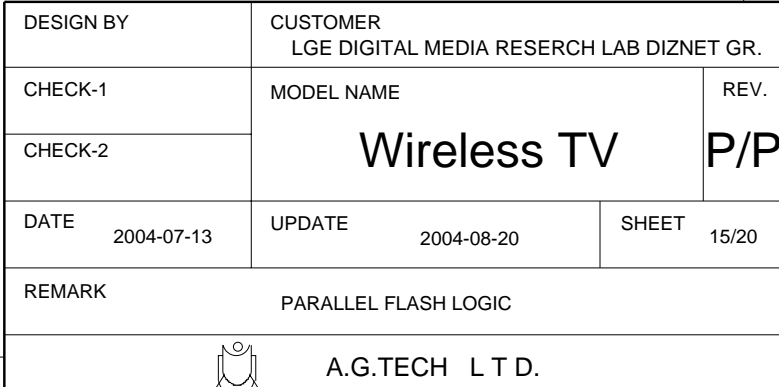 DESIGN BY
CUSTOMER
LGE DIGITAL MEDIA RESERCH LAB DIZNET GR.
CHECK-1
MODEL NAME
REV.
Wireless TV
P/P
CHECK-2
DATE
2004-07-13
UPDATE
2004-08-20
SHEET
15/20
REMARK
PARALLEL FLASH LOGIC
A.G.TECH L T D.